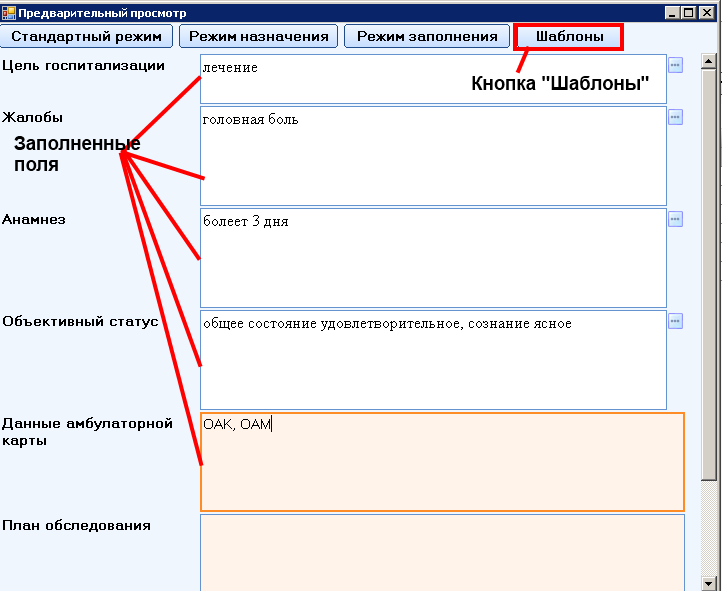 Предварительный просмотр
Стандартный режим Режим назначения Режим заполнения Шаблоны
Цель госпитализации
лечение
Кнопка "Шаблоны"
Жалобы
головная боль
Заполненные
поля
Анамнез
болеет 3 дня
Объективный статус
общее состояние удовлетворительное, сознание ясное
Данные амбулаторной
карты
ОАК, ОАМ
План обследования